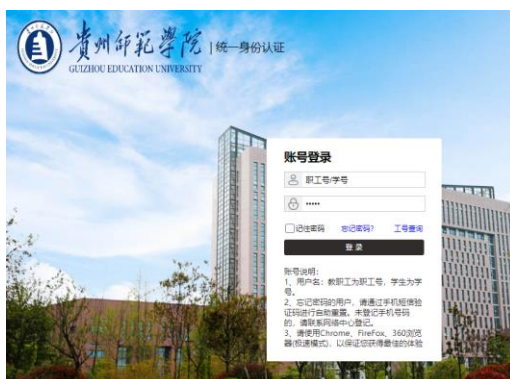 貴州師範學院 | 统一身份认证
GUIZHOU EDUCATION UNIVERSITY
账号登录
职工号/学号
•••••
记住密码 忘记密码? 工号查询
登 录
账号说明:
1、用户名:教职工为职工号,学生为学
号。
2、忘记密码的用户,请通过手机短信验
证码进行自助重置。未登记手机号码
的,请联系网络中心登记。
3、请使用Chrome、FireFox、360浏览
器(极速模式),以保证您获得最佳的体验